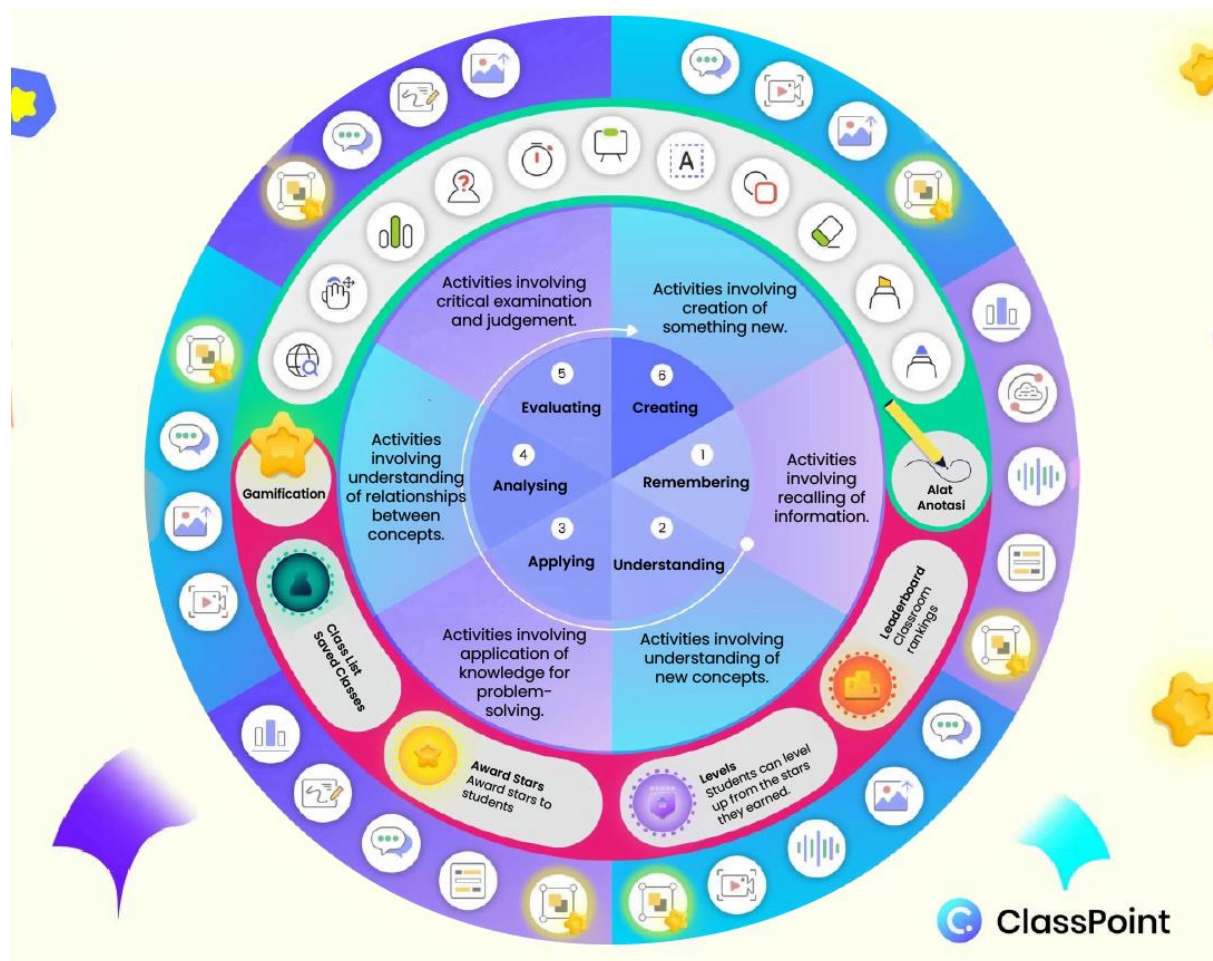 Activities involving
critical examination
and judgement.
Activities involving
creation of
something new.
5
Evaluating
6
Creating
Activities
involving
understanding
of relationships
between
concepts.
4
Analysing
1
Remembering
Activities
involving
recalling of
information.
Gamification
Alat
Anotasi
3
Applying
2
Understanding
Activities involving
application of
knowledge for
problem-
solving.
Activities involving
understanding of
new concepts.
Class List
Saved Classes
Award Stars
Award stars to
students
Levels
Students can level
up from the stars
they earned.
Leaderboard
Classroom
rankings
A
?
C
ClassPoint